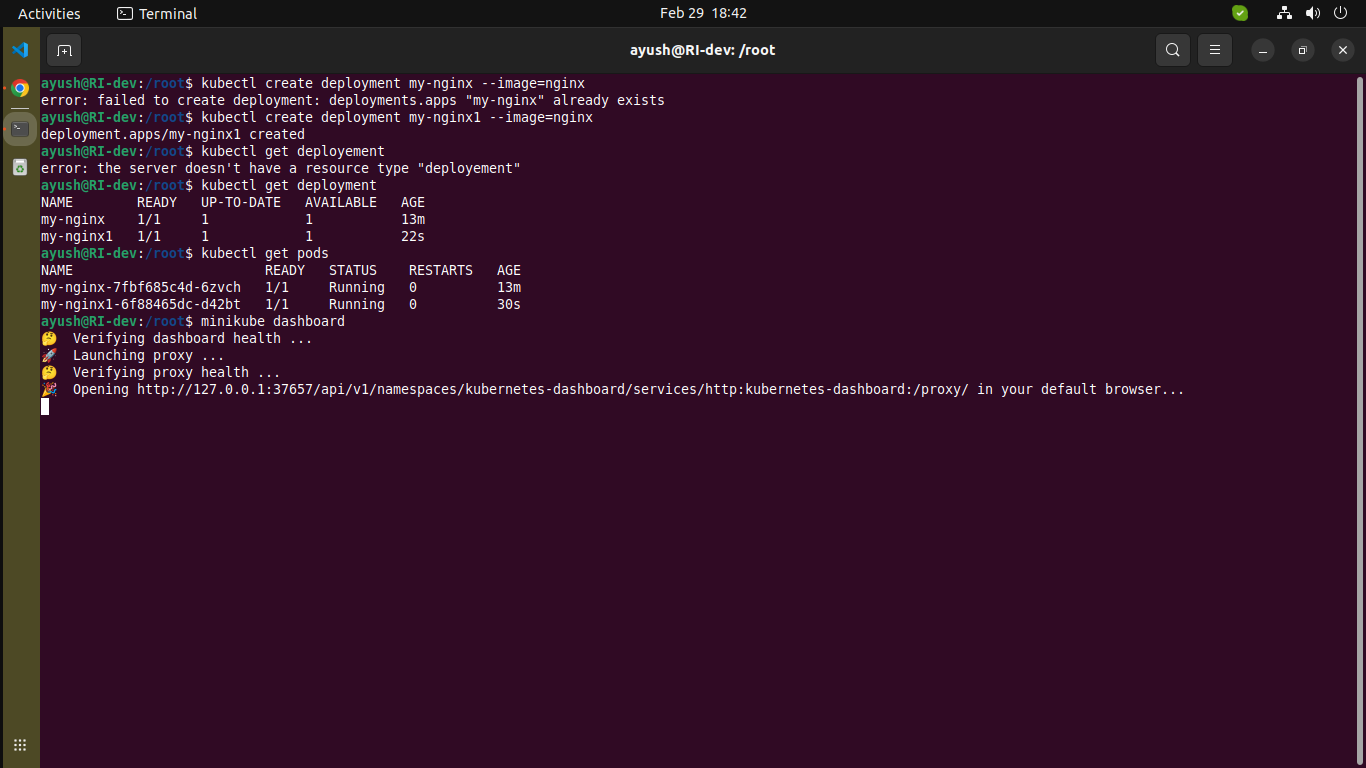 Activities Terminal Feb 29 18:42
ayush@RI-dev: /root
ayush@RI-dev:/root$ kubectl create deployment my-nginx --image=nginx
error: failed to create deployment: deployments.apps "my-nginx" already exists
ayush@RI-dev:/root$ kubectl create deployment my-nginx1 --image=nginx
deployment.apps/my-nginx1 created
ayush@RI-dev:/root$ kubectl get deployement
error: the server doesn't have a resource type "deployement"
ayush@RI-dev:/root$ kubectl get deployment
NAME        READY   UP-TO-DATE   AVAILABLE   AGE
my-nginx    1/1     1            1           13m
my-nginx1   1/1     1            1           22s
ayush@RI-dev:/root$ kubectl get pods
NAME                        READY   STATUS    RESTARTS   AGE
my-nginx-7fbf685c4d-6zvch   1/1     Running   0          13m
my-nginx1-6f88465dc-d42bt   1/1     Running   0          30s
ayush@RI-dev:/root$ minikube dashboard
🤔  Verifying dashboard health ...
🚀  Launching proxy ...
🤔  Verifying proxy health ...
🎉  Opening http://127.0.0.1:37657/api/v1/namespaces/kubernetes-dashboard/services/http:kubernetes-dashboard:/proxy/ in your default browser...